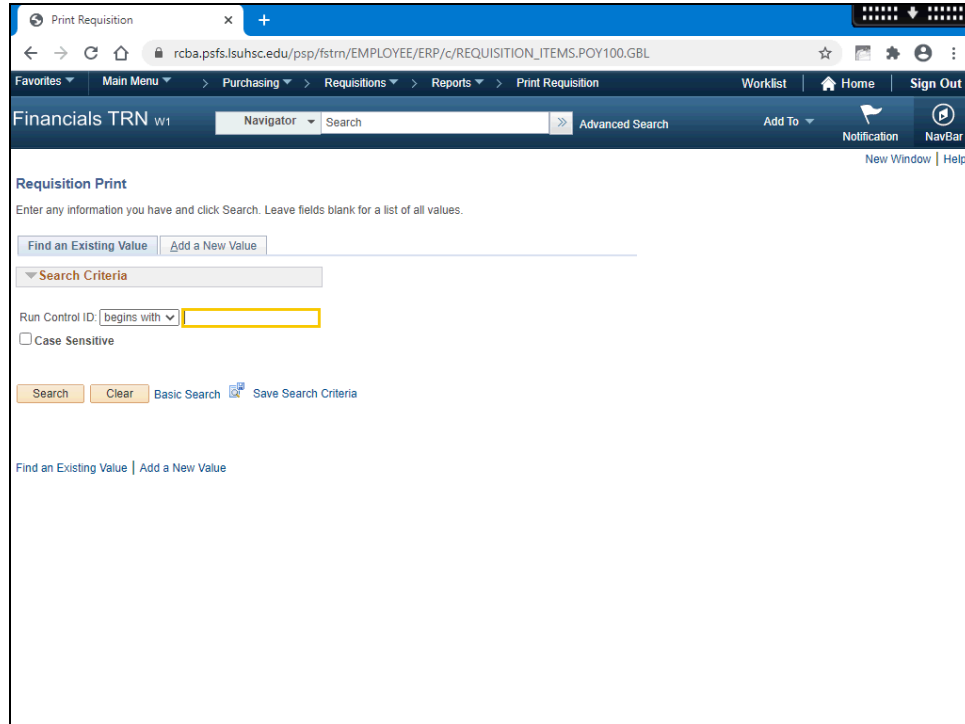 Print Requisition
rcba.psfs.lsuhsc.edu/psp/fstrn/EMPLOYEE/ERP/c/REQUISITION_ITEMS.POY100.GBL
Favorites Main Menu > Purchasing > Requisitions > Reports > Print Requisition Worklist Home Sign Out
Financials TRN W1 Navigator Search Advanced Search Add To Notification NavBar
New Window | Help
Requisition Print
Enter any information you have and click Search. Leave fields blank for a list of all values.
Find an Existing Value Add a New Value
Search Criteria
Run Control ID: begins with
Case Sensitive
Search Clear Basic Search Save Search Criteria
Find an Existing Value | Add a New Value